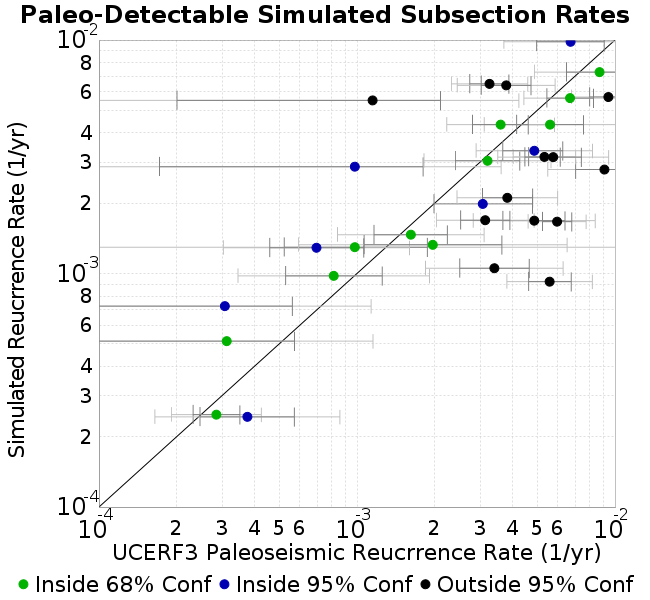 Paleo-Detectable Simulated Subsection Rates
10-2
8
6
4
3
2
10-3
8
6
4
3
2
10-4
10-4 2 3 4 5 6 10-3 2 3 4 5 6 10-2
Simulated Reucrrence Rate (1/yr)
UCERF3 Paleoseismic Reucrrence Rate (1/yr)
Inside 68% Conf Inside 95% Conf Outside 95% Conf